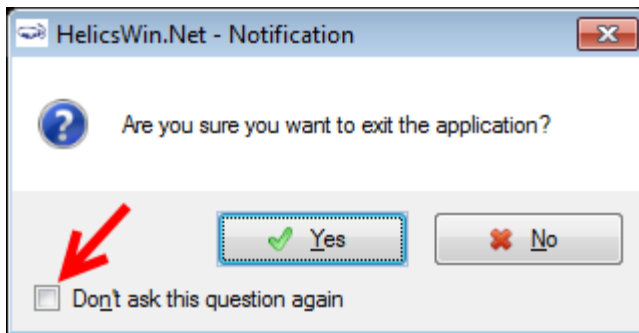 HelicsWin.Net - Notification
Are you sure you want to exit the application?
Yes
No
Don't ask this question again